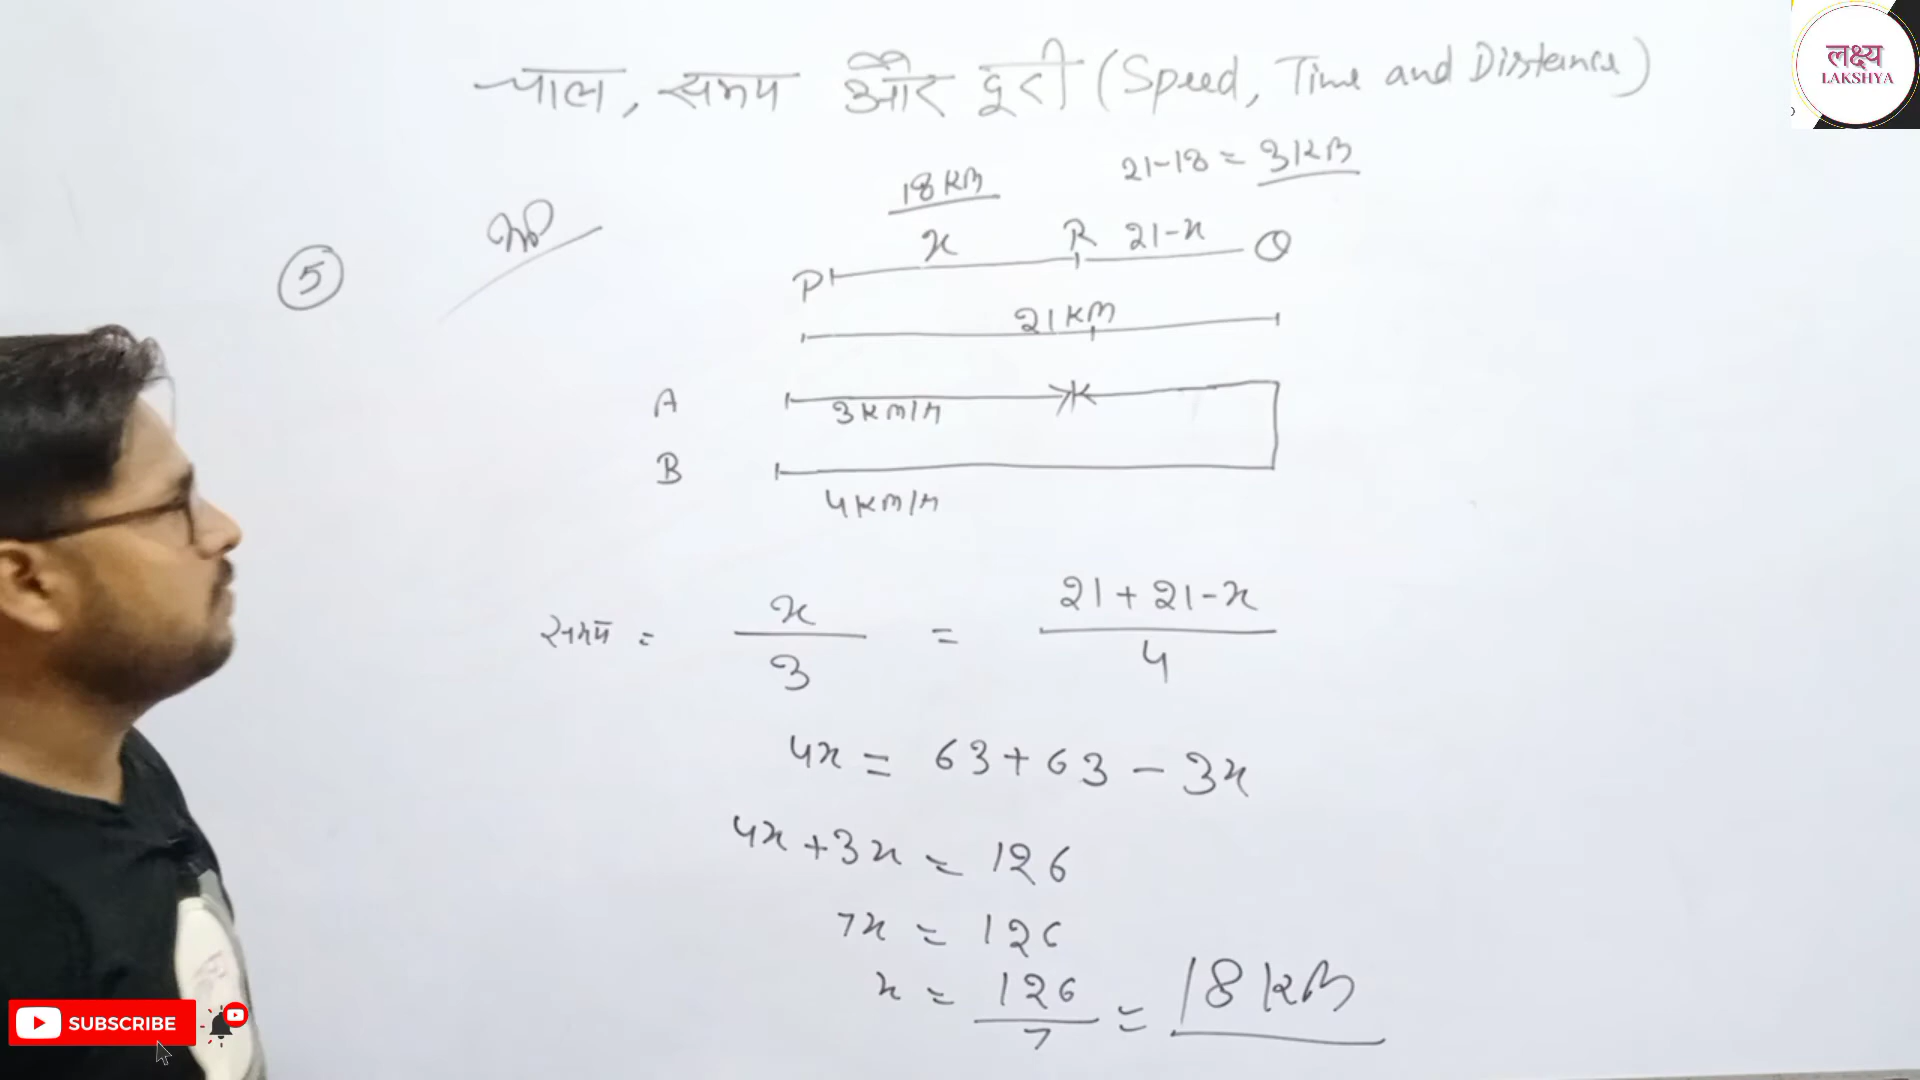 चाल, समय और दूरी (Speed, Time and Distance)
लक्ष्य
LAKSHYA
18 KM
21-18 = 3KM
5
P x R 21-x Q
21 KM
A 3 KM/H
B
4 KM/H
समय = x/3 = (21+21-x)/4
4x = 63+63-3x
4x+3x = 126
7x = 126
x = 126/7 = 18 KM
SUBSCRIBE